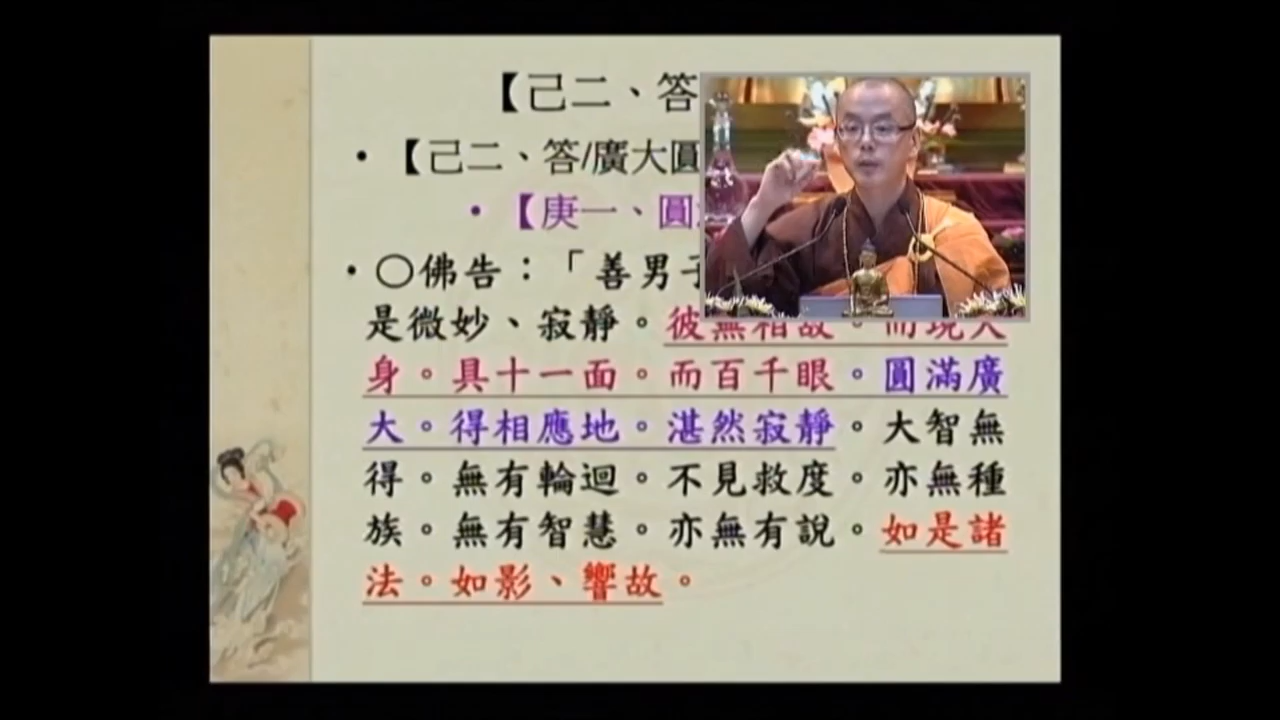 【己二、答
• 【己二、答/廣大圓
• 【庚一、圓
• ○佛告：「善男子
是微妙、寂靜。彼無相故。而現大
身。具十一面。而百千眼。圓滿廣
大。得相應地。湛然寂靜。大智無
得。無有輪迴。不見救度。亦無種
族。無有智慧。亦無有說。如是諸
法。如影、響故。